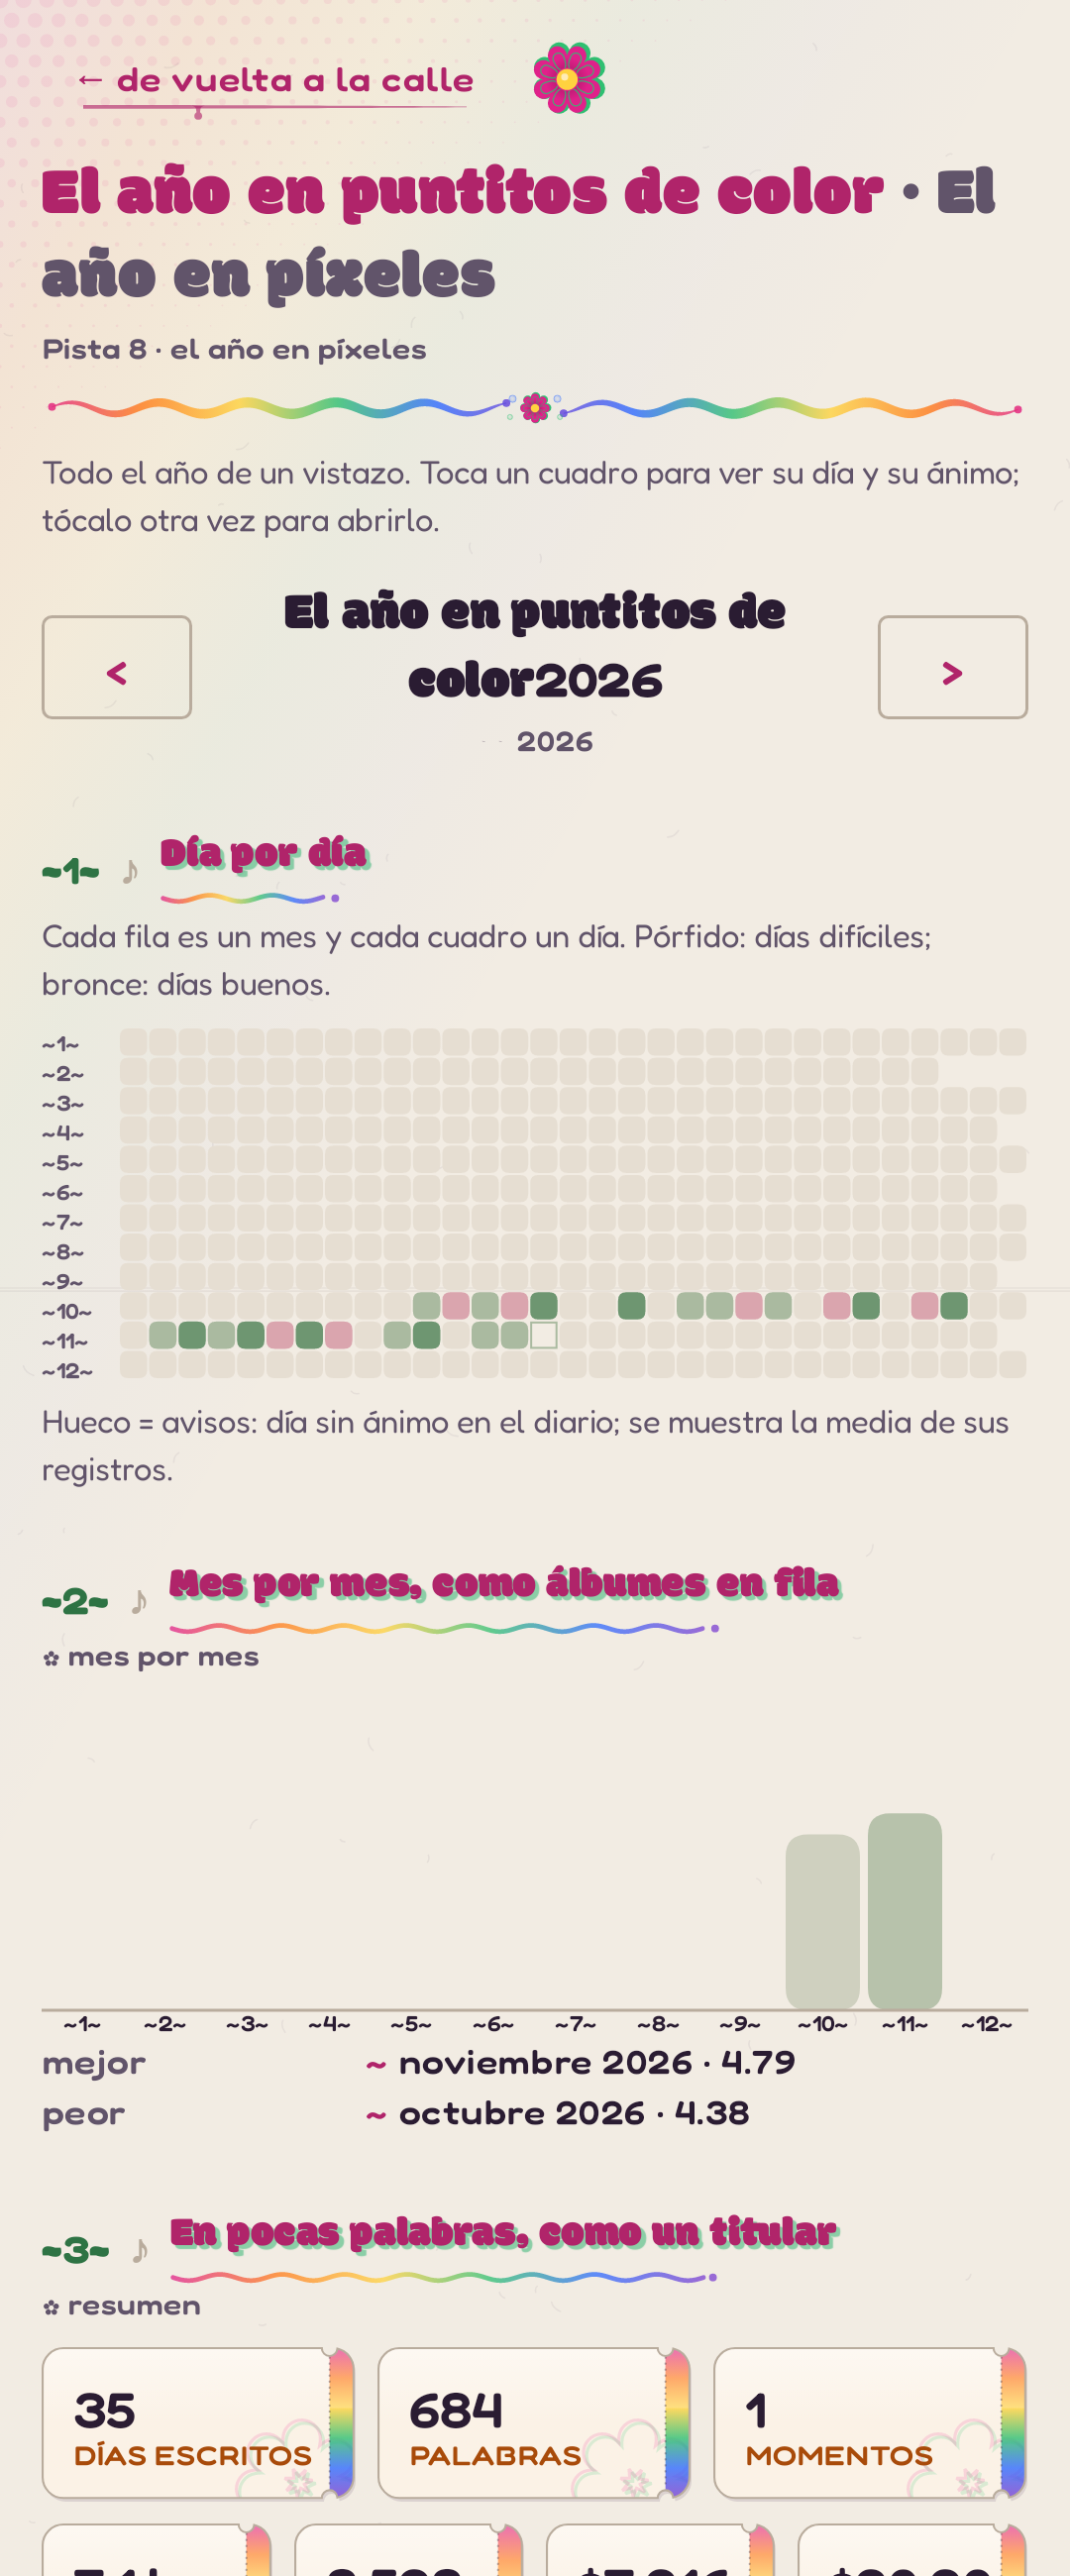 ← de vuelta a la calle
El año en puntitos de color · El
año en píxeles
Pista 8 · el año en píxeles
Todo el año de un vistazo. Toca un cuadro para ver su día y su ánimo;
tócalo otra vez para abrirlo.
< El año en puntitos de >
color2026
2026
~1~ ♪ Día por día
Cada fila es un mes y cada cuadro un día. Pórfido: días difíciles;
bronce: días buenos.
~1~
~2~
~3~
~4~
~5~
~6~
~7~
~8~
~9~
~10~
~11~
~12~
Hueco = avisos: día sin ánimo en el diario; se muestra la media de sus
registros.
~2~ ♪ Mes por mes, como álbumes en fila
✿ mes por mes
~1~ ~2~ ~3~ ~4~ ~5~ ~6~ ~7~ ~8~ ~9~ ~10~ ~11~ ~12~
mejor ~ noviembre 2026 · 4.79
peor ~ octubre 2026 · 4.38
~3~ ♪ En pocas palabras, como un titular
✿ resumen
35 684 1
DÍAS ESCRITOS PALABRAS MOMENTOS